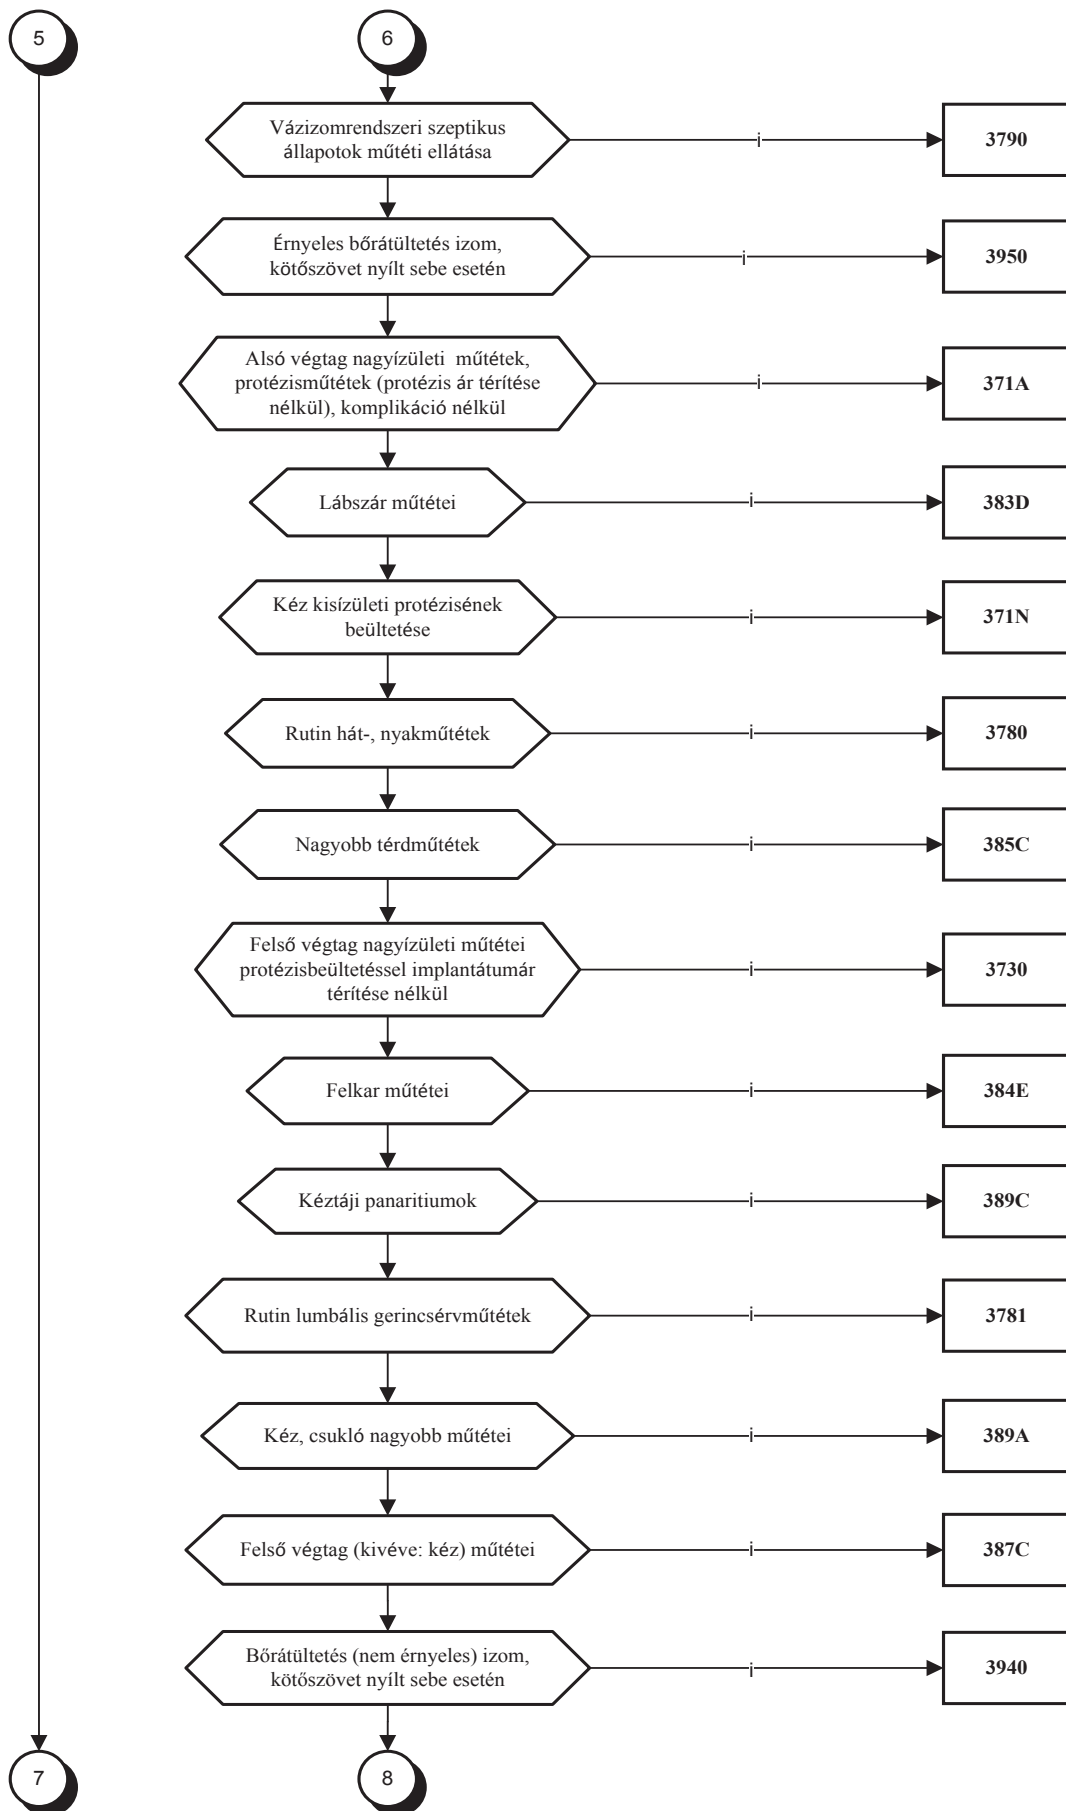 5
6
Vázizomrendszeri szeptikus
állapotok műtéti ellátása
i
3790
Érnyeles bőrátültetés izom,
kötőszövet nyílt sebe esetén
i
3950
Alsó végtag nagyízületi műtétek,
protézisműtétek (protézis ár térítése
nélkül), komplikáció nélkül
i
371A
Lábszár műtétei
i
383D
Kéz kisízületi protézisének
beültetése
i
371N
Rutin hát-, nyakműtétek
i
3780
Nagyobb térdműtétek
i
385C
Felső végtag nagyízületi műtétei
protézisbeültetéssel implantátumár
térítése nélkül
i
3730
Felkar műtétei
i
384E
Kéztáji panaritiumok
i
389C
Rutin lumbális gerincsérvműtétek
i
3781
Kéz, csukló nagyobb műtétei
i
389A
Felső végtag (kivéve: kéz) műtétei
i
387C
Bőrátültetés (nem érnyeles) izom,
kötőszövet nyílt sebe esetén
i
3940
7
8